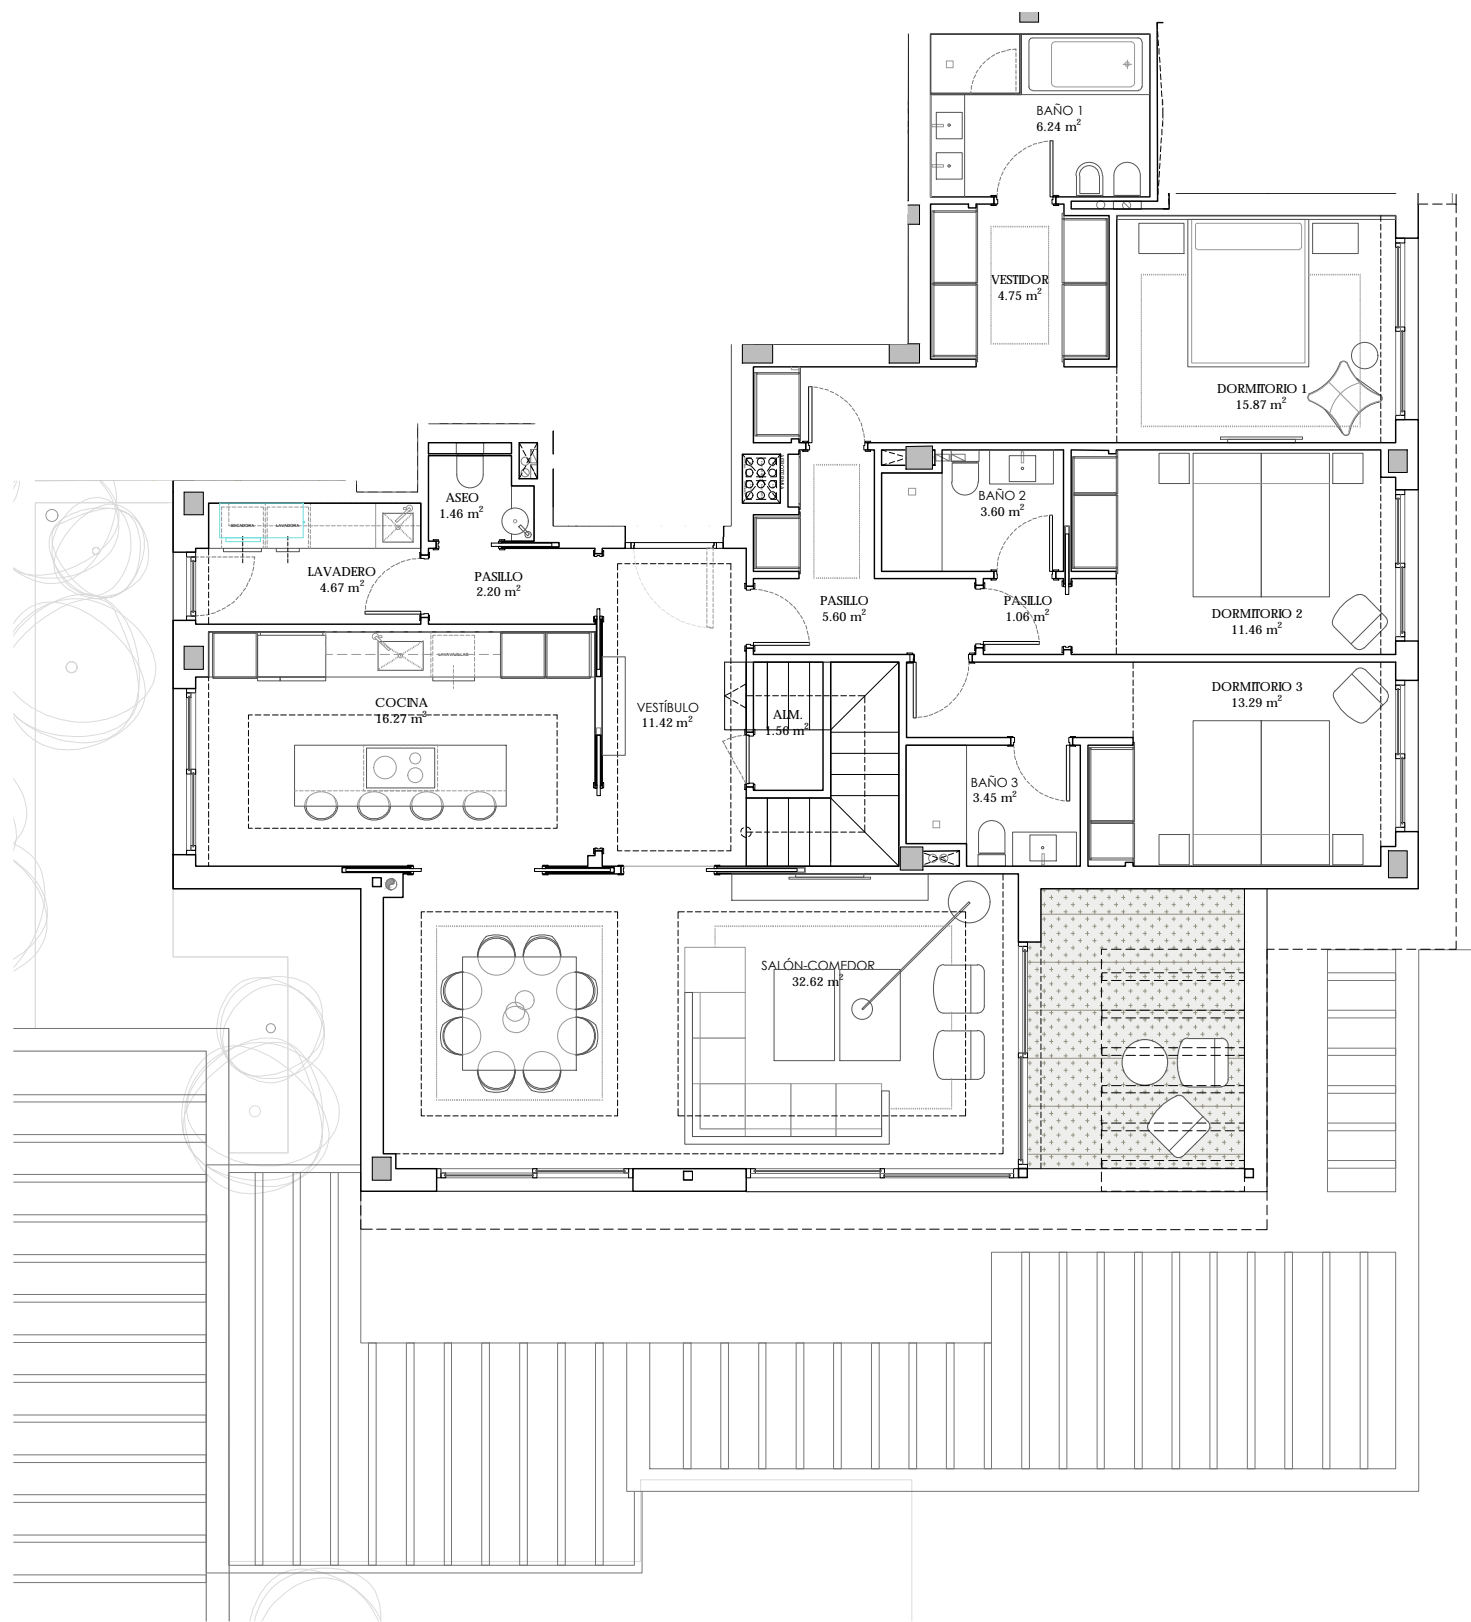 BAÑO 1
6.24 m²
VESTIDOR
4.75 m²
DORMITORIO 1
15.87 m²
ASEO
1.46 m²
BAÑO 2
3.60 m²
SECADORA
LAVADORA
LAVADERO
4.67 m²
PASILLO
2.20 m²
PASILLO
5.60 m²
PASILLO
1.06 m²
DORMITORIO 2
11.46 m²
LAVAVAJILLAS
COCINA
16.27 m²
VESTÍBULO
11.42 m²
ALM.
1.56 m²
DORMITORIO 3
13.29 m²
BAÑO 3
3.45 m²
SALÓN-COMEDOR
32.62 m²